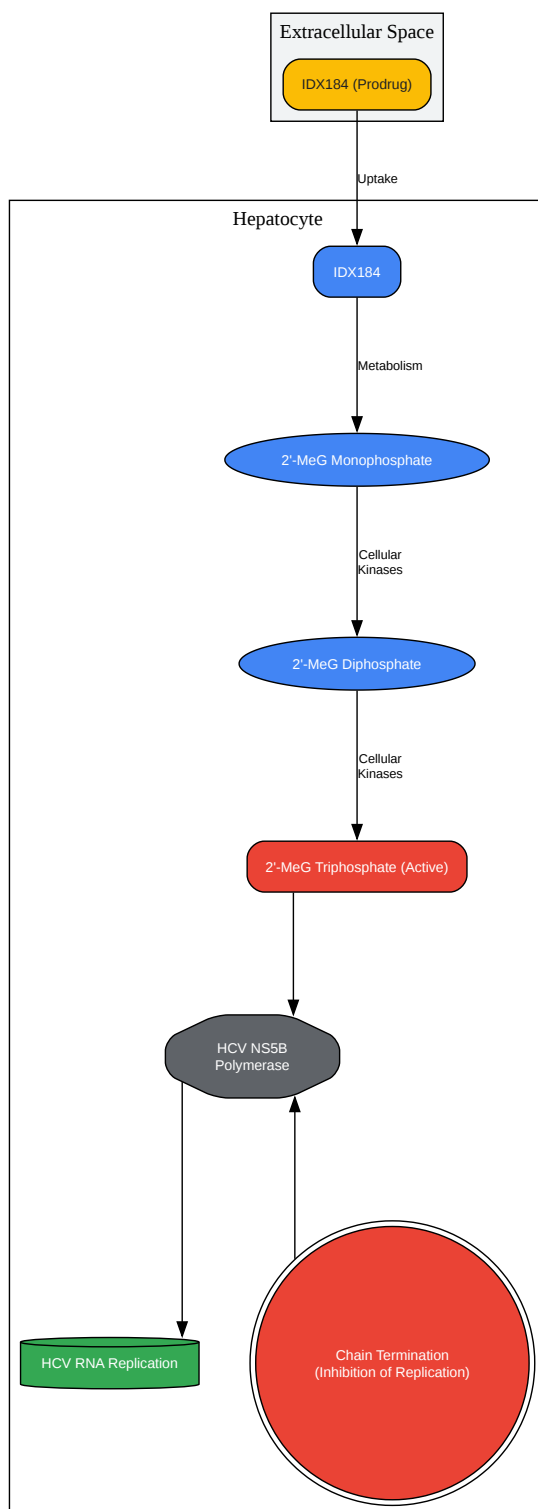 Extracellular Space
IDX184 (Prodrug)
Uptake
Hepatocyte
IDX184
Metabolism
2'-MeG Monophosphate
Cellular
Kinases
2'-MeG Diphosphate
Cellular
Kinases
2'-MeG Triphosphate (Active)
HCV NS5B
Polymerase
HCV RNA Replication
Chain Termination
(Inhibition of Replication)